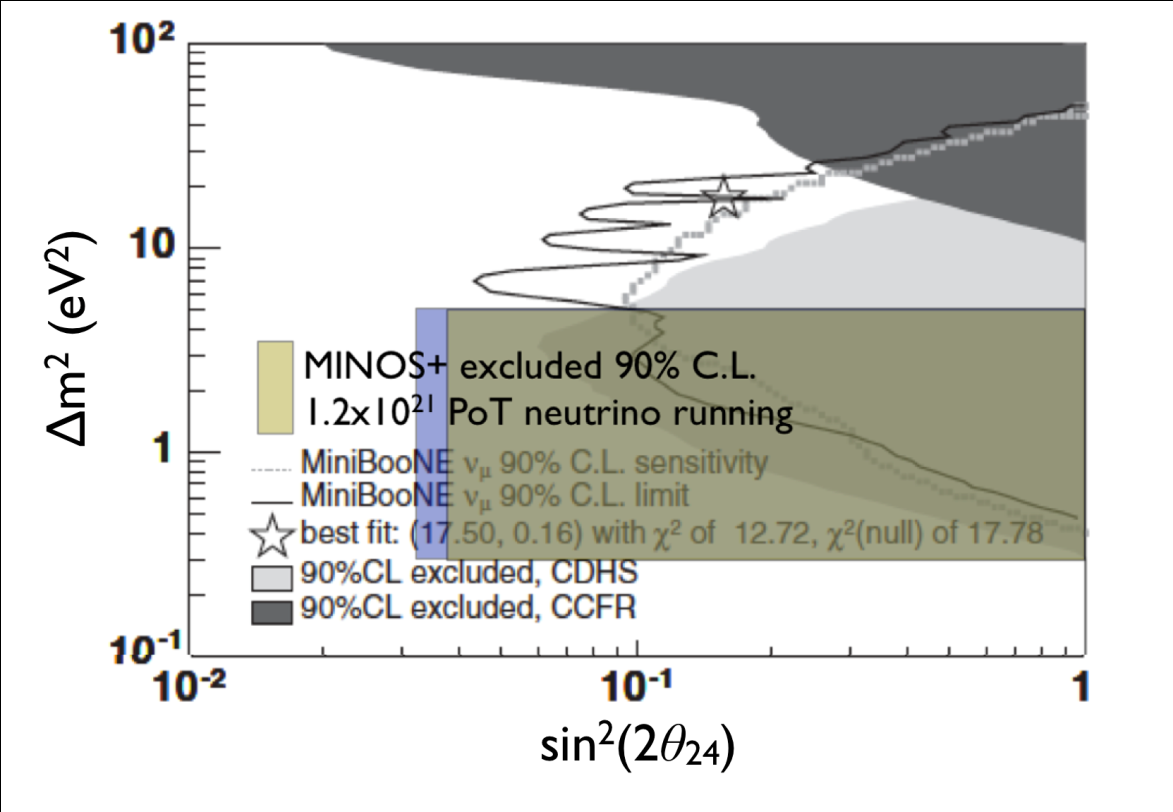 10²
Δm² (eV²)
10
MINOS+ excluded 90% C.L.
1.2x10²¹ PoT neutrino running
1
MiniBooNE νμ 90% C.L. sensitivity
MiniBooNE νμ 90% C.L. limit
best fit: (17.50, 0.16) with χ² of 12.72, χ²(null) of 17.78
90%CL excluded, CDHS
90%CL excluded, CCFR
10⁻¹
10⁻² 10⁻¹ 1
sin²(2θ₂₄)